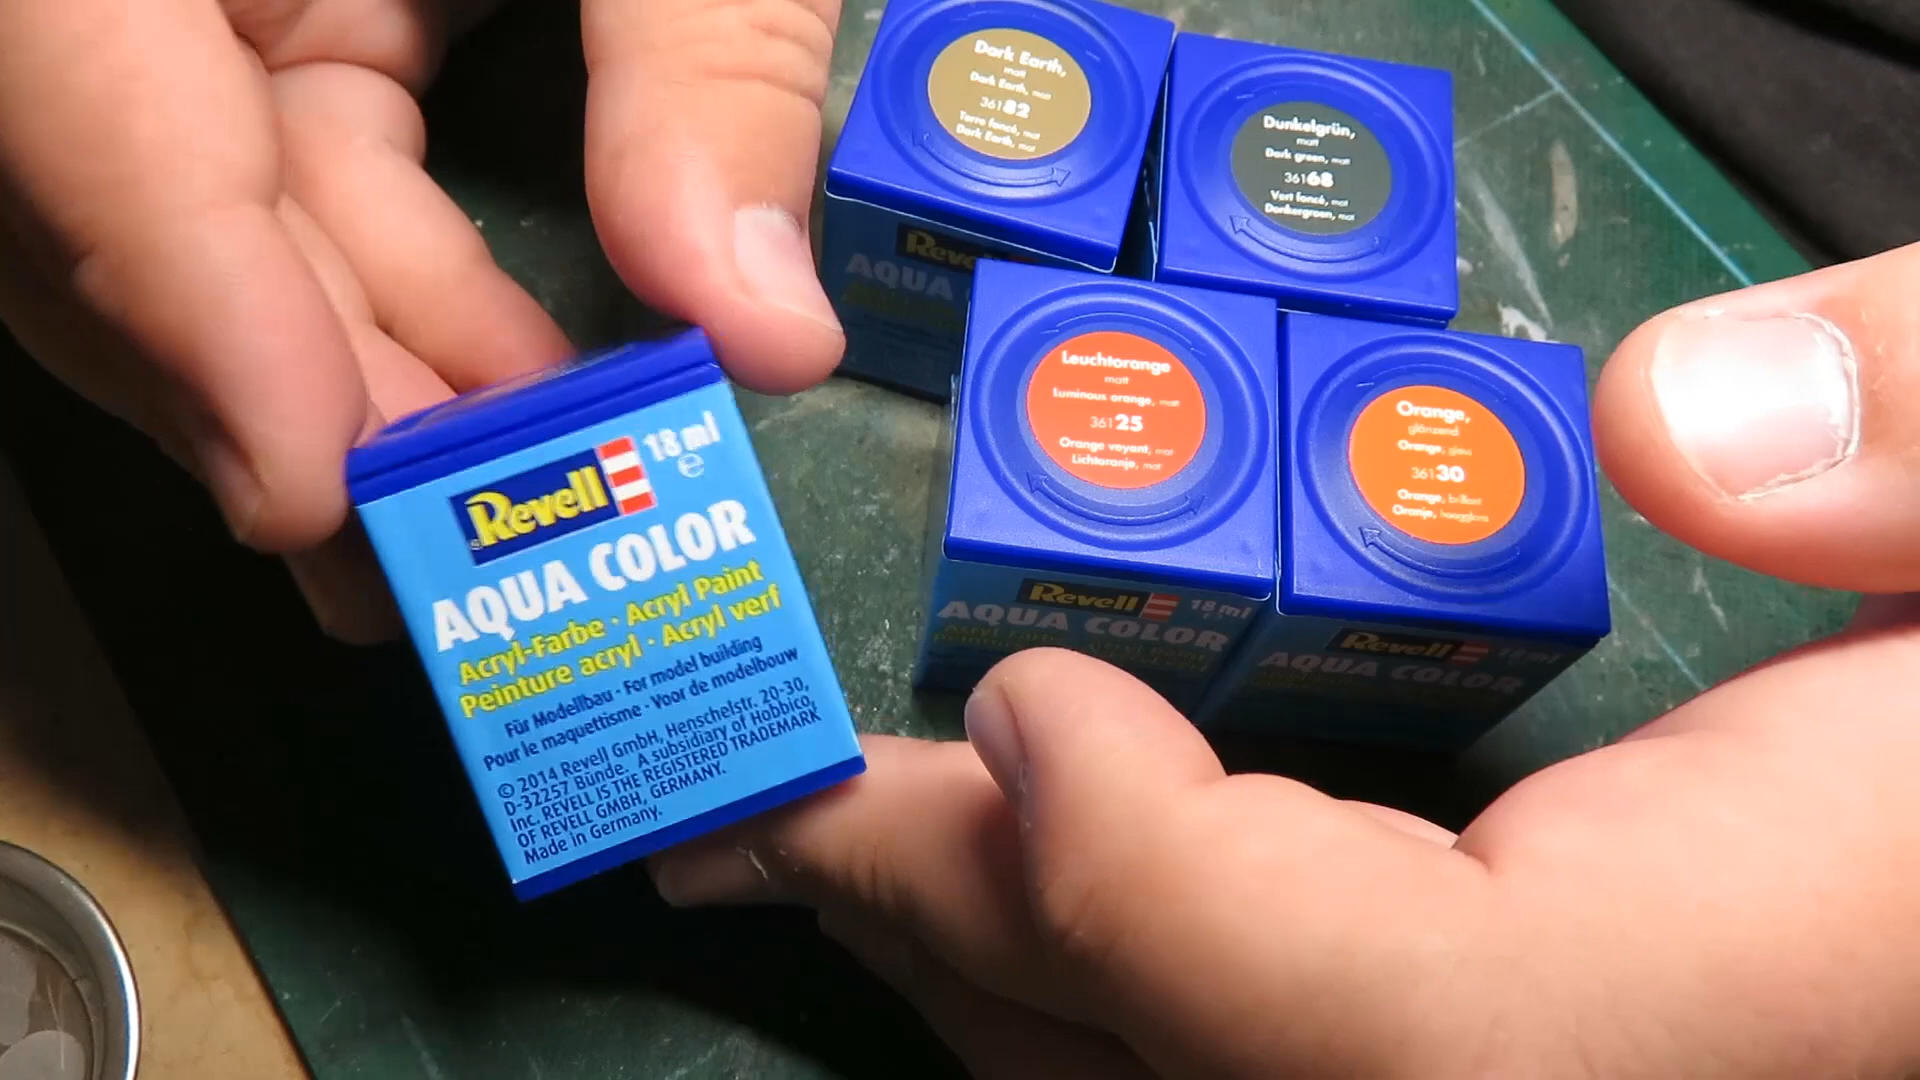 Dark Earth,
matt
Dark Earth, matt
36182
Terre foncé, mat
Dark Earth, mat
Revell
AQUA
Dunkelgrün,
matt
Dark green, matt
36168
Vert foncé, mat
Donkergroen, mat
Leuchtorange
matt
Luminous orange, matt
36125
Orange voyant, mat
Lichtoranje, mat
Revell 18 ml
AQUA COLOR
Orange,
glänzend
Orange, gloss
36130
Orange, brillant
Oranje, hoogglans
Revell 18 ml
AQUA COLOR
Revell 18 ml
e
AQUA COLOR
Acryl-Farbe · Acryl Paint
Peinture acryl · Acryl verf
Für Modellbau · For model building
Pour le maquettisme · Voor de modelbouw
© 2014 Revell GmbH, Henschelstr. 20-30,
D-32257 Bünde. A subsidiary of Hobbico,
Inc. REVELL IS THE REGISTERED TRADEMARK
OF REVELL GMBH, GERMANY.
Made in Germany.